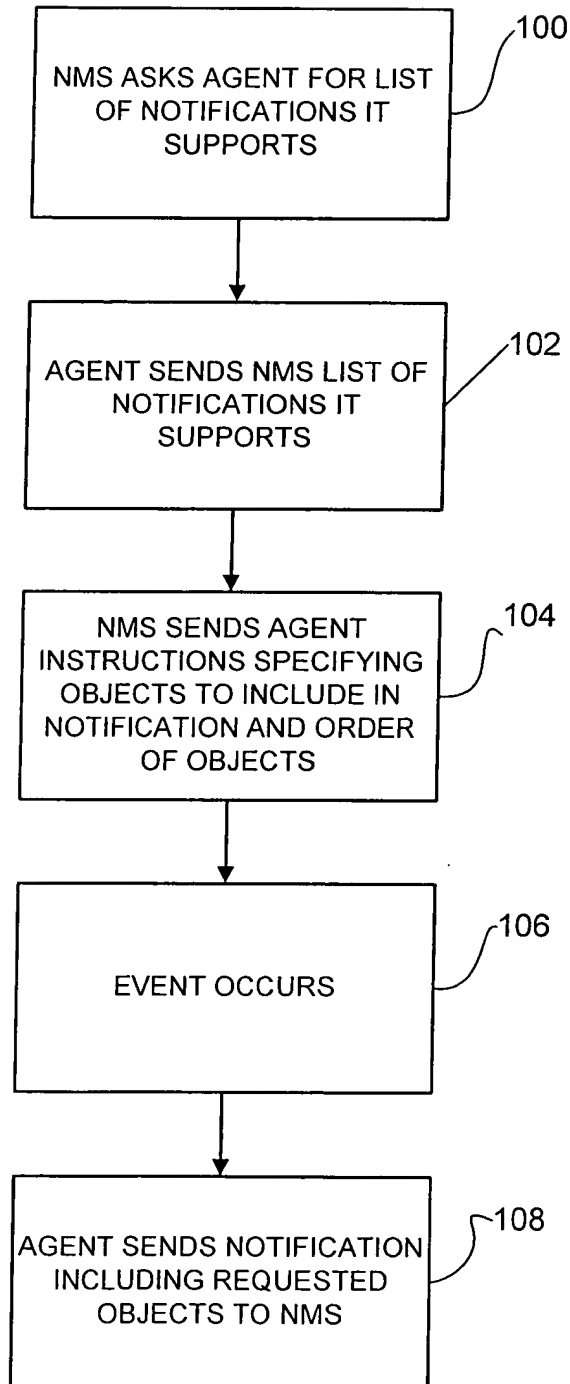 100
NMS ASKS AGENT FOR LIST
OF NOTIFICATIONS IT
SUPPORTS
102
AGENT SENDS NMS LIST OF
NOTIFICATIONS IT
SUPPORTS
104
NMS SENDS AGENT
INSTRUCTIONS SPECIFYING
OBJECTS TO INCLUDE IN
NOTIFICATION AND ORDER
OF OBJECTS
106
EVENT OCCURS
108
AGENT SENDS NOTIFICATION
INCLUDING REQUESTED
OBJECTS TO NMS